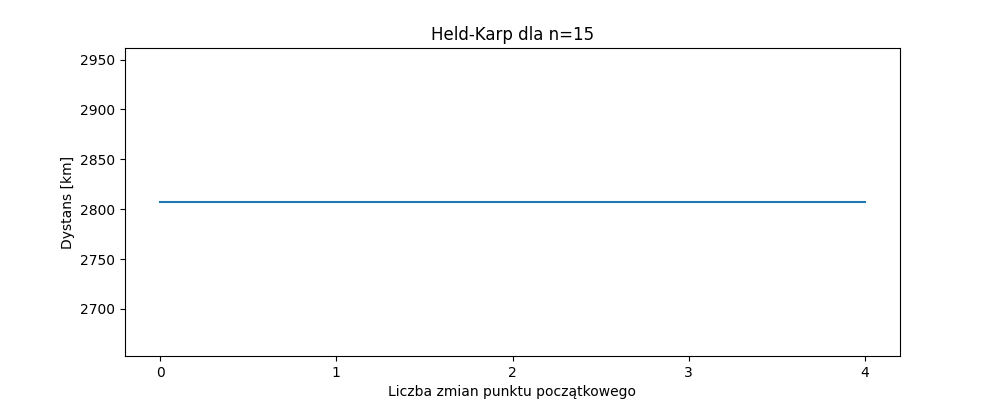 Held-Karp dla n=15
Dystans [km]
2950
2900
2850
2800
2750
2700
0 1 2 3 4
Liczba zmian punktu początkowego